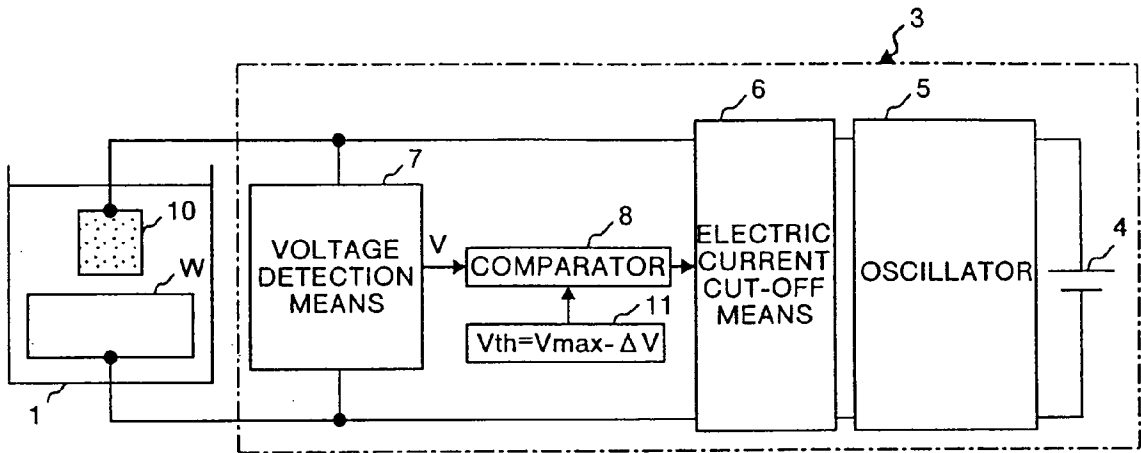 3
6
5
7
10
VOLTAGE
DETECTION
MEANS
V
8
COMPARATOR
ELECTRIC
CURRENT
CUT-OFF
MEANS
OSCILLATOR
4
W
11
Vth=Vmax-ΔV
1